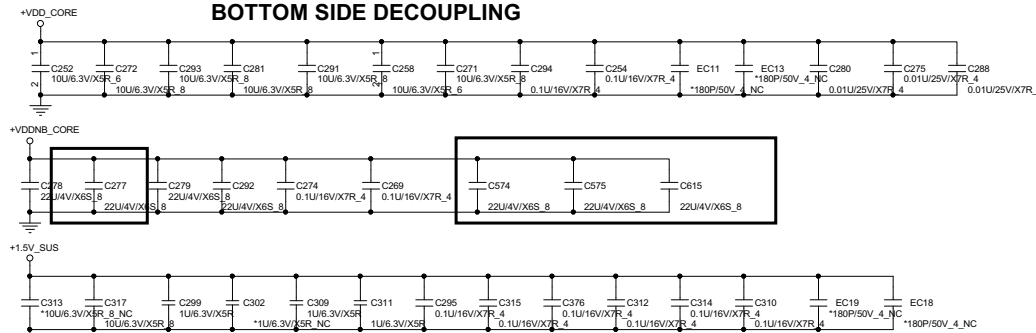 BOTTOM SIDE DECOUPLING
+VDD_CORE
1 1
C252 C272 C293 C281 C291 C258 C271 C294 C254 EC11 EC13 C280 C275 C288
10U/6.3V/X5R_6 10U/6.3V/X5R_8 10U/6.3V/X5R_8 10U/6.3V/X5R_8 0.1U/16V/X7R_4 *180P/50V_4_NC 0.01U/25V/X7R_4
2 10U/6.3V/X5R_8 10U/6.3V/X5R_8 2 10U/6.3V/X5R_6 0.1U/16V/X7R_4 *180P/50V_4_NC 0.01U/25V/X7R_4 0.01U/25V/X7R_
+VDDNB_CORE
C278 C277 C279 C292 C274 C269 C574 C575 C615
22U/4V/X6S_8 22U/4V/X6S_8 0.1U/16V/X7R_4
22U/4V/X6S_8 22U/4V/X6S_8 0.1U/16V/X7R_4 22U/4V/X6S_8 22U/4V/X6S_8 22U/4V/X6S_8
+1.5V_SUS
C313 C317 C299 C302 C309 C311 C295 C315 C376 C312 C314 C310 EC19 EC18
*10U/6.3V/X5R_8_NC 1U/6.3V/X5R 1U/6.3V/X5R 0.1U/16V/X7R_4 0.1U/16V/X7R_4 0.1U/16V/X7R_4 *180P/50V_4_NC
10U/6.3V/X5R_8 *1U/6.3V/X5R_NC 1U/6.3V/X5R 0.1U/16V/X7R_4 0.1U/16V/X7R_4 0.1U/16V/X7R_4 *180P/50V_4_NC